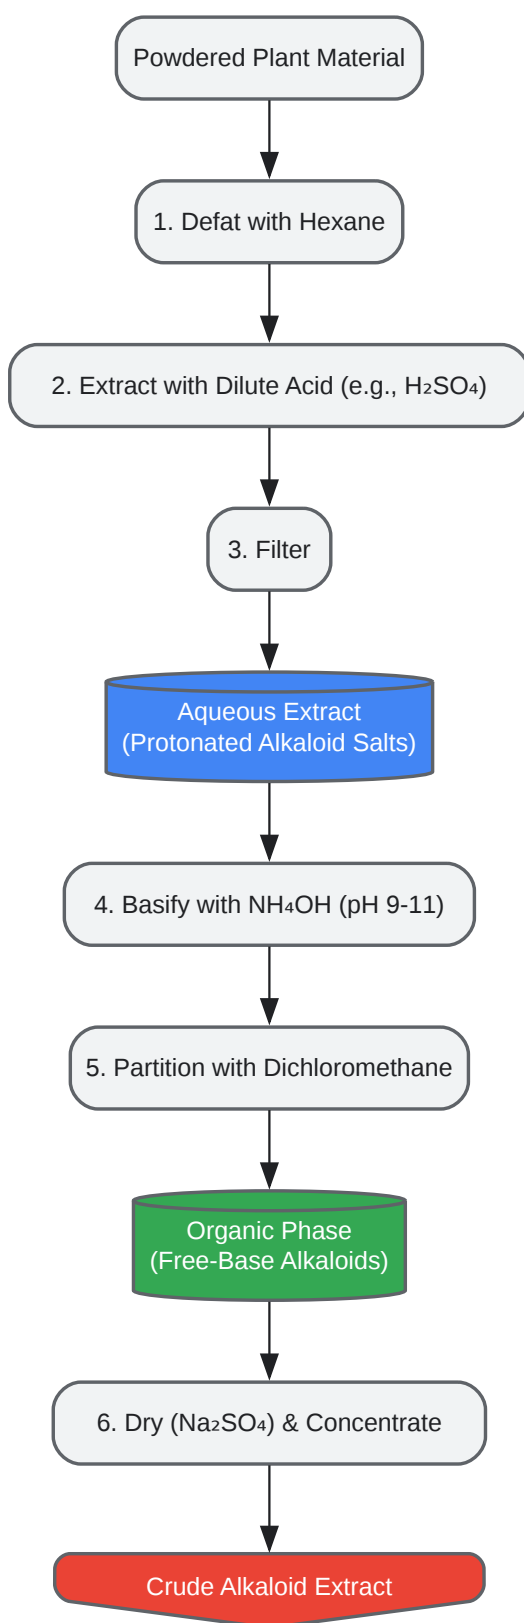 Powdered Plant Material
1. Defat with Hexane
2. Extract with Dilute Acid (e.g., H₂SO₄)
3. Filter
Aqueous Extract
(Protonated Alkaloid Salts)
4. Basify with NH₄OH (pH 9-11)
5. Partition with Dichloromethane
Organic Phase
(Free-Base Alkaloids)
6. Dry (Na₂SO₄) & Concentrate
Crude Alkaloid Extract